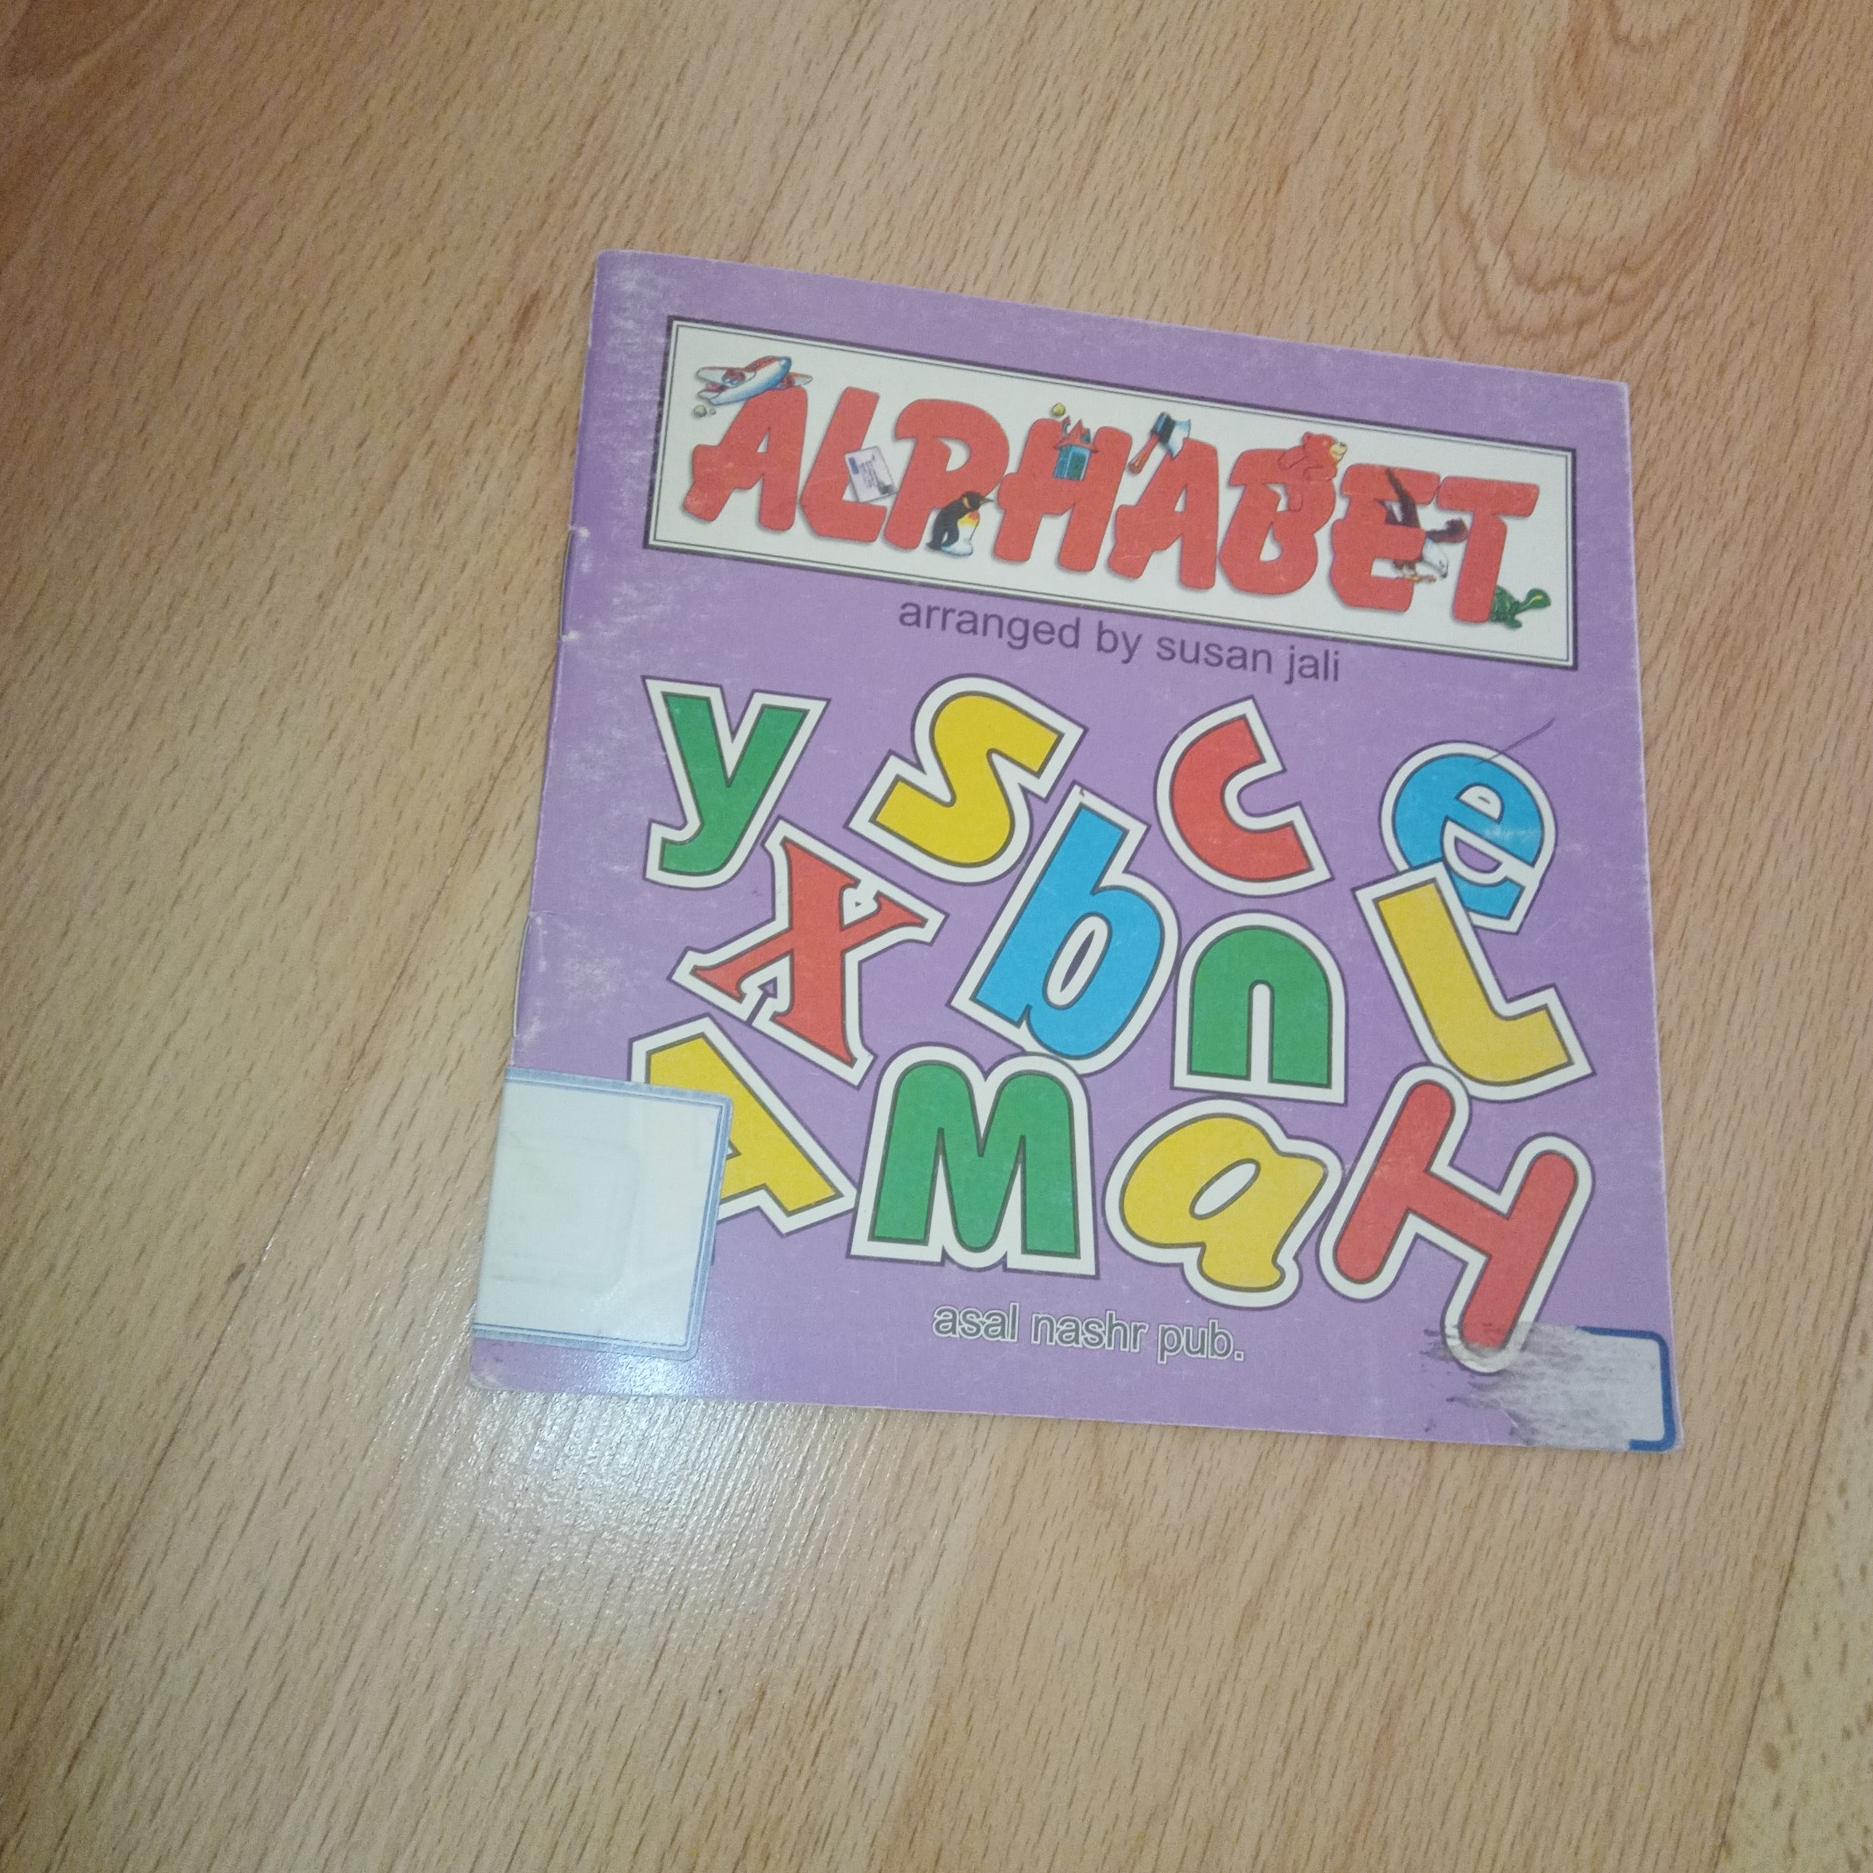 ALPHABET
arranged by susan jali
y s c e
X b n L
A M a H
asal nashr pub.